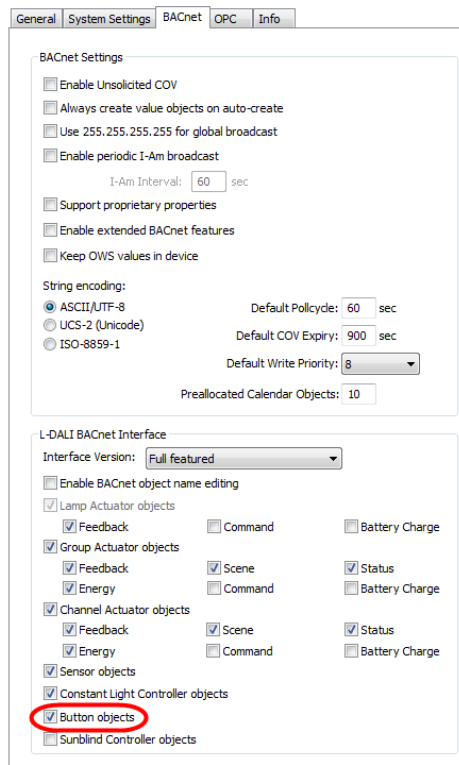 General System Settings BACnet OPC Info
BACnet Settings
Enable Unsolicited COV
Always create value objects on auto-create
Use 255.255.255.255 for global broadcast
Enable periodic I-Am broadcast
I-Am Interval: 60 sec
Support proprietary properties
Enable extended BACnet features
Keep OWS values in device
String encoding:
ASCII/UTF-8 Default Pollcycle: 60 sec
UCS-2 (Unicode) Default COV Expiry: 900 sec
ISO-8859-1
Default Write Priority: 8
Preallocated Calendar Objects: 10
L-DALI BACnet Interface
Interface Version: Full featured
Enable BACnet object name editing
Lamp Actuator objects
Feedback Command Battery Charge
Group Actuator objects
Feedback Scene Status
Energy Command Battery Charge
Channel Actuator objects
Feedback Scene Status
Energy Command Battery Charge
Sensor objects
Constant Light Controller objects
Button objects
Sunblind Controller objects